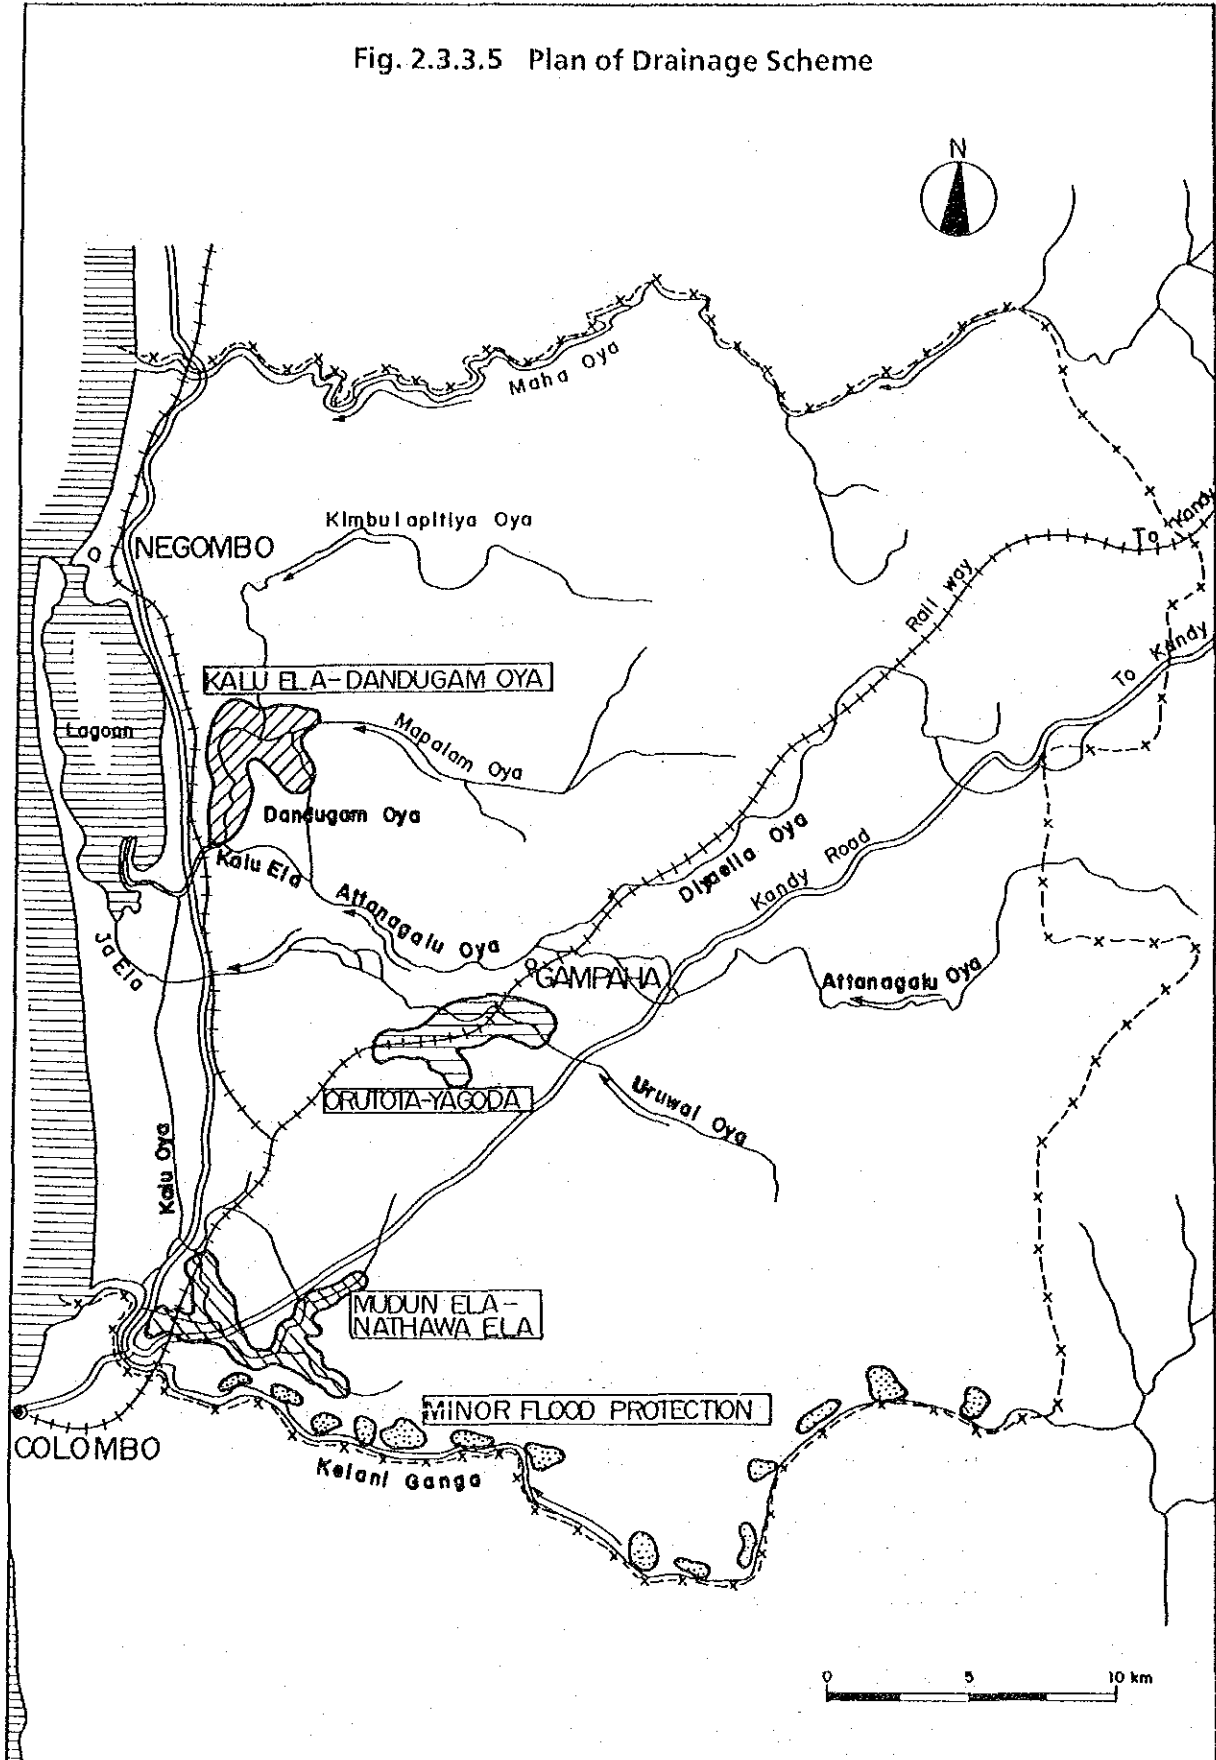 Fig. 2.3.3.5 Plan of Drainage Scheme
N
Maha Oya
Kimbulapitiya Oya
NEGOMBO
To Kandy
Rail way
To Kandy
KALU ELA-DANDUGAM OYA
Lagoon
Mapalam Oya
Dandugam Oya
Kalu Ela
Diyaella Oya
Kandy Road
Attanagalu Oya
Ja Ela
GAMPAHA
Attanagalu Oya
ORUTOTA-YAGODA
Uruwal Oya
Kalu Oya
MUDUN ELA-
NATHAWA ELA
MINOR FLOOD PROTECTION
COLOMBO
Kelani Ganga
0 5 10 km